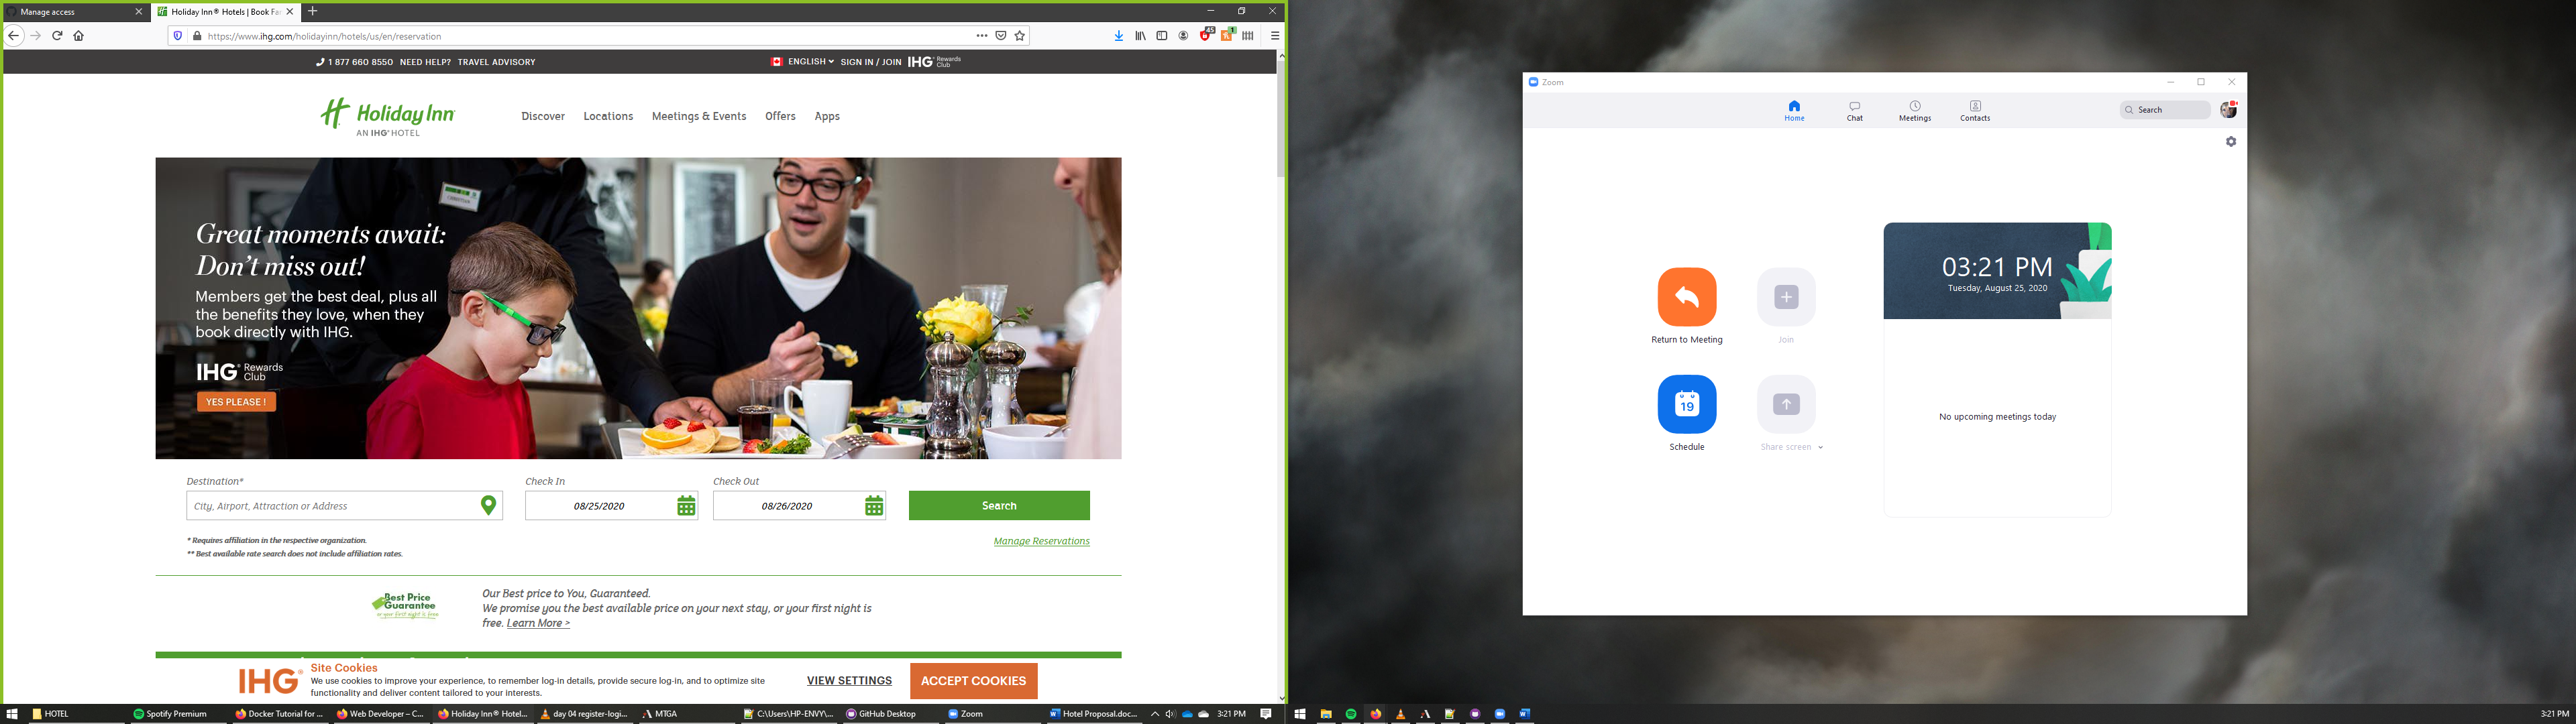 Manage access
Holiday Inn® Hotels | Book Fa
https://www.ihg.com/holidayinn/hotels/us/en/reservation
45
1
1 877 660 8550 NEED HELP? TRAVEL ADVISORY
ENGLISH SIGN IN / JOIN IHG® Rewards Club
Holiday Inn
AN IHG® HOTEL
Discover Locations Meetings & Events Offers Apps
Great moments await:
Don't miss out!
Members get the best deal, plus all
the benefits they love, when they
book directly with IHG.
IHG® Rewards
Club
YES PLEASE !
Destination* Check In Check Out
City, Airport, Attraction or Address 08/25/2020 08/26/2020 Search
* Requires affiliation in the respective organization.
** Best available rate search does not include affiliation rates.
Manage Reservations
Best Price
Guarantee
or your first night is free.
Our Best price to You, Guaranteed.
We promise you the best available price on your next stay, or your first night is
free. Learn More >
IHG®
Site Cookies
We use cookies to improve your experience, to remember log-in details, provide secure log-in, and to optimize site
functionality and deliver content tailored to your interests.
VIEW SETTINGS ACCEPT COOKIES
HOTEL Spotify Premium Docker Tutorial for ... Web Developer – C... Holiday Inn® Hotel... day 04 register-logi... MTGA C:\Users\HP-ENVY\... GitHub Desktop Zoom Hotel Proposal.doc... 3:21 PM
Zoom
Home Chat Meetings Contacts
Search
Return to Meeting Join
19
Schedule Share screen
03:21 PM
Tuesday, August 25, 2020
No upcoming meetings today
3:21 PM